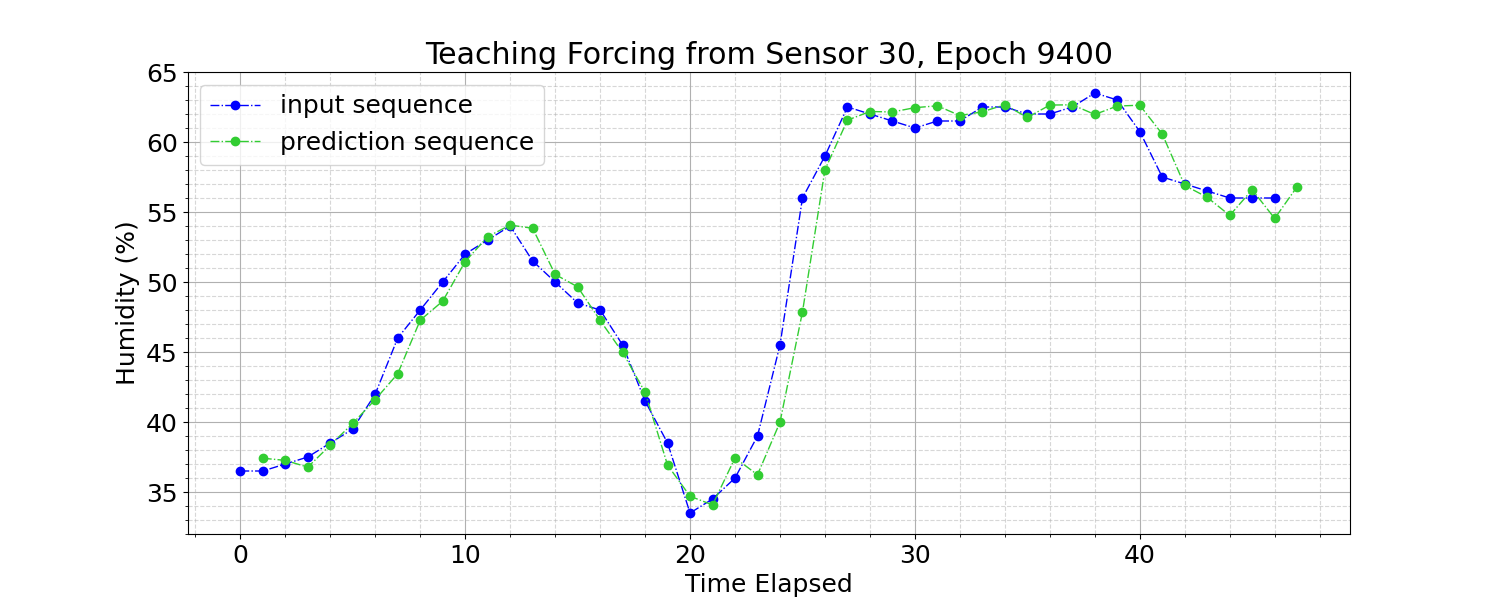 Teaching Forcing from Sensor 30, Epoch 9400
input sequence
prediction sequence
Humidity (%)
65
60
55
50
45
40
35
0 10 20 30 40
Time Elapsed